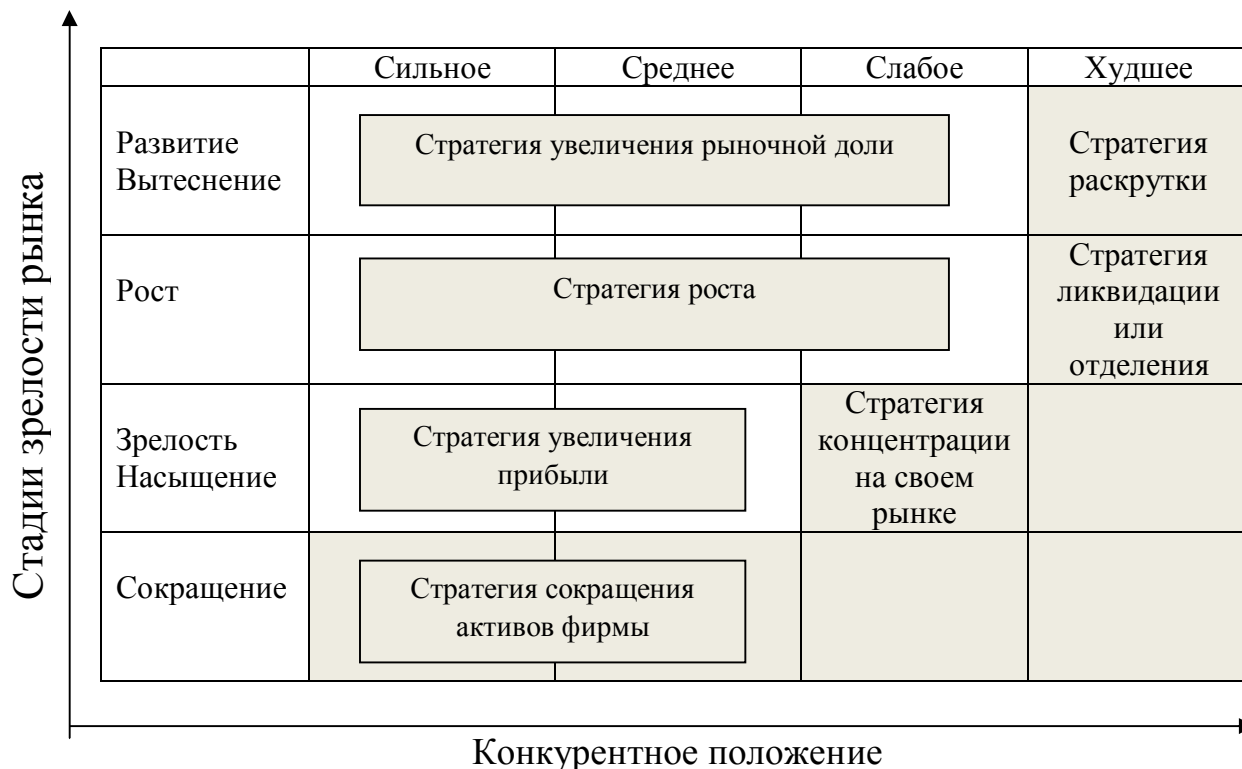 Сильное Среднее Слабое Худшее
Развитие
Вытеснение
Стратегия увеличения рыночной доли
Стратегия
раскрутки
Рост
Стратегия роста
Стратегия
ликвидации
или
отделения
Зрелость
Насыщение
Стратегия увеличения
прибыли
Стратегия
концентрации
на своем
рынке
Сокращение
Стратегия сокращения
активов фирмы
Стадии зрелости рынка
Конкурентное положение